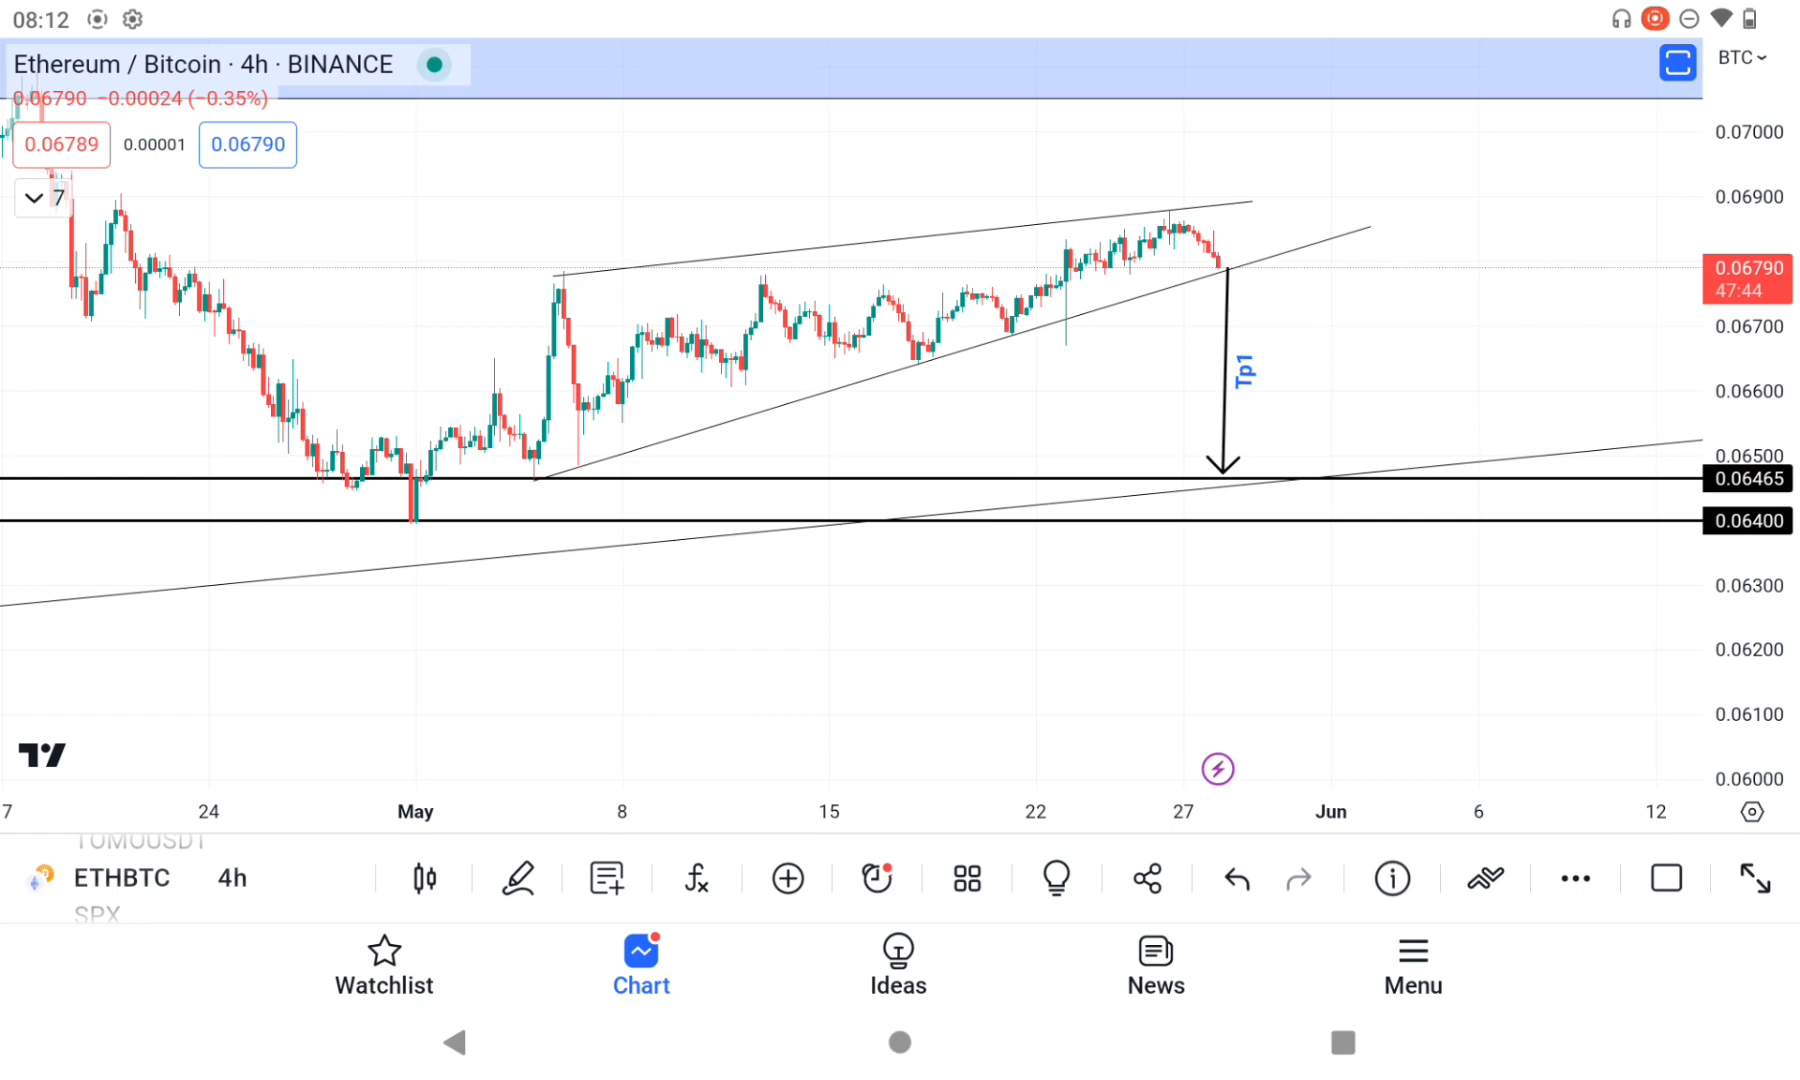 08:12
Ethereum / Bitcoin · 4h · BINANCE
BTC
0.06790 −0.00024 (−0.35%)
0.06789 0.00001 0.06790
7
0.07000
0.06900
0.06790
47:44
0.06700
Tp1
0.06600
0.06500
0.06465
0.06400
0.06300
0.06200
0.06100
0.06000
7 24 May 8 15 22 27 Jun 6 12
TOMOUSDT
ETHBTC 4h
SPX
Watchlist Chart Ideas News Menu